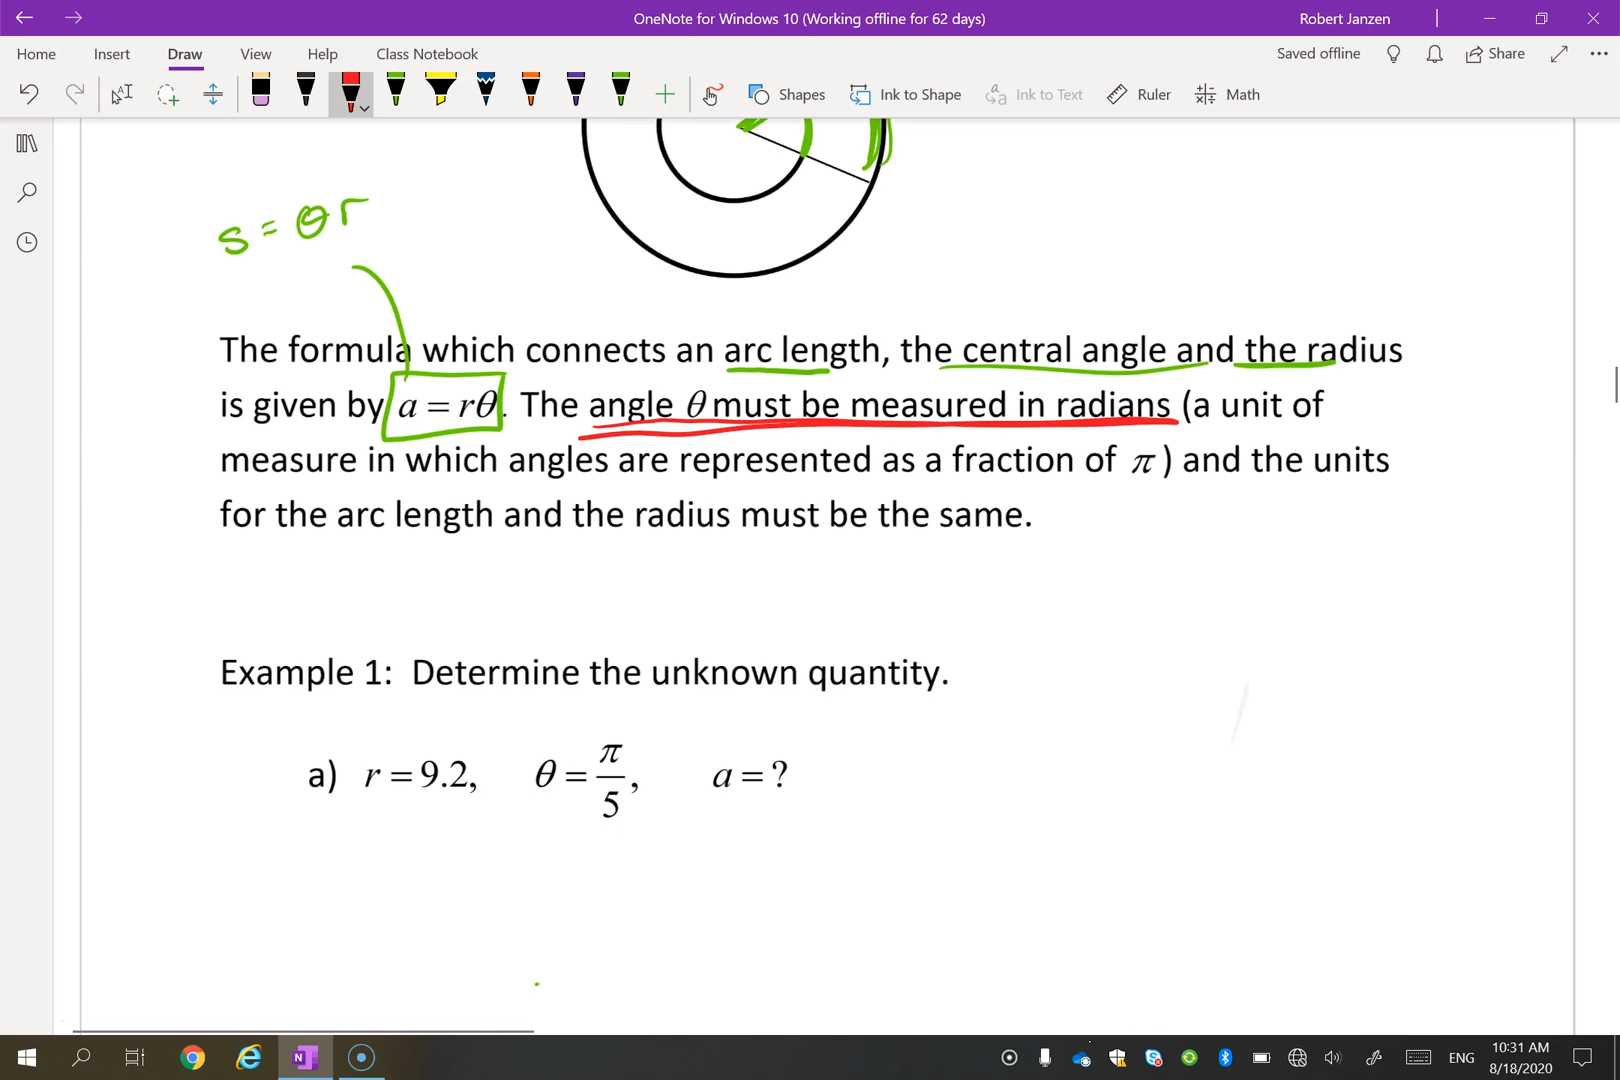 OneNote for Windows 10 (Working offline for 62 days)
Robert Janzen
Home Insert Draw View Help Class Notebook
Saved offline Share
Shapes Ink to Shape Ink to Text Ruler Math
s = θ r
The formula which connects an arc length, the central angle and the radius
is given by a = rθ. The angle θ must be measured in radians (a unit of
measure in which angles are represented as a fraction of π) and the units
for the arc length and the radius must be the same.
Example 1: Determine the unknown quantity.
a) r = 9.2, θ = π/5, a = ?
ENG
10:31 AM
8/18/2020